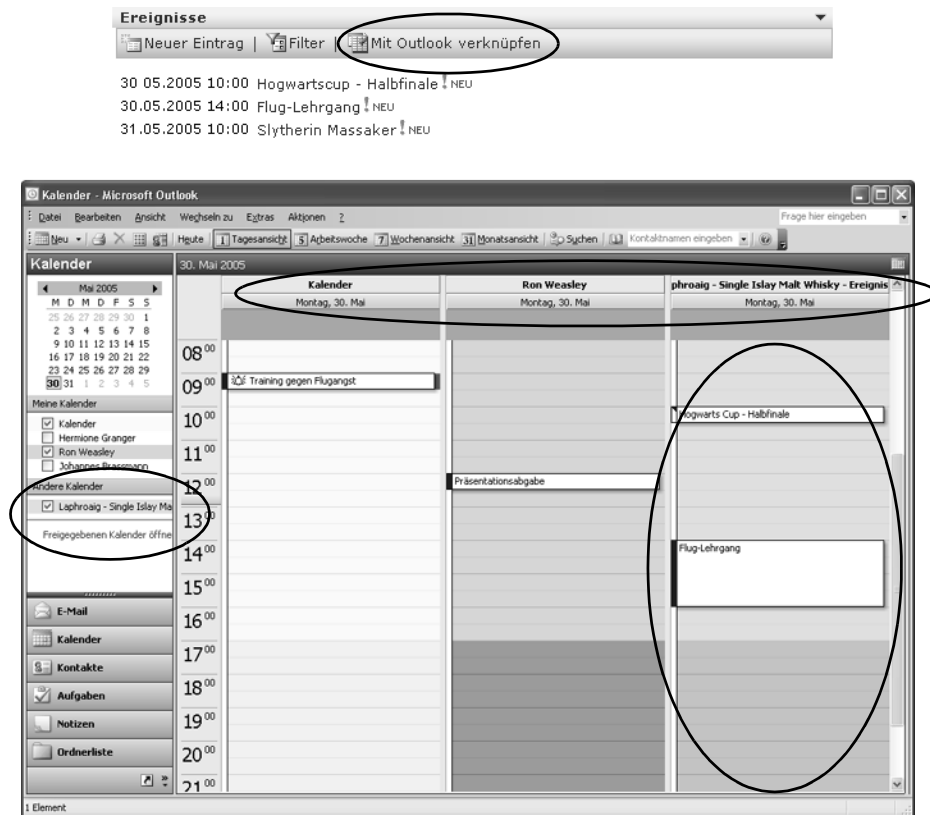 Ereignisse
Neuer Eintrag | Filter | Mit Outlook verknüpfen
30 05.2005 10:00 Hogwartscup - Halbfinale ! NEU
30.05.2005 14:00 Flug-Lehrgang ! NEU
31.05.2005 10:00 Slytherin Massaker ! NEU
Kalender - Microsoft Outlook
Datei Bearbeiten Ansicht Wechseln zu Extras Aktionen ? Frage hier eingeben
Neu Heute 1 Tagesansicht 5 Arbeitswoche 7 Wochenansicht 31 Monatsansicht Suchen Kontaktnamen eingeben
Kalender
30. Mai 2005
Mai 2005
M D M D F S S
25 26 27 28 29 30 1
2 3 4 5 6 7 8
9 10 11 12 13 14 15
16 17 18 19 20 21 22
23 24 25 26 27 28 29
30 31 1 2 3 4 5
Meine Kalender
Kalender
Hermione Granger
Ron Weasley
Johannes Brassmann
Andere Kalender
Laphroaig - Single Islay Ma
Freigegebenen Kalender öffne
E-Mail
Kalender
Kontakte
Aufgaben
Notizen
Ordnerliste
Kalender Ron Weasley phroaig - Single Islay Malt Whisky - Ereignis
Montag, 30. Mai Montag, 30. Mai Montag, 30. Mai
08 00
09 00 Training gegen Flugangst
10 00 Hogwarts Cup - Halbfinale
11 00
12 00 Präsentationsabgabe
13 00
14 00 Flug-Lehrgang
15 00
16 00
17 00
18 00
19 00
20 00
21 00
1 Element